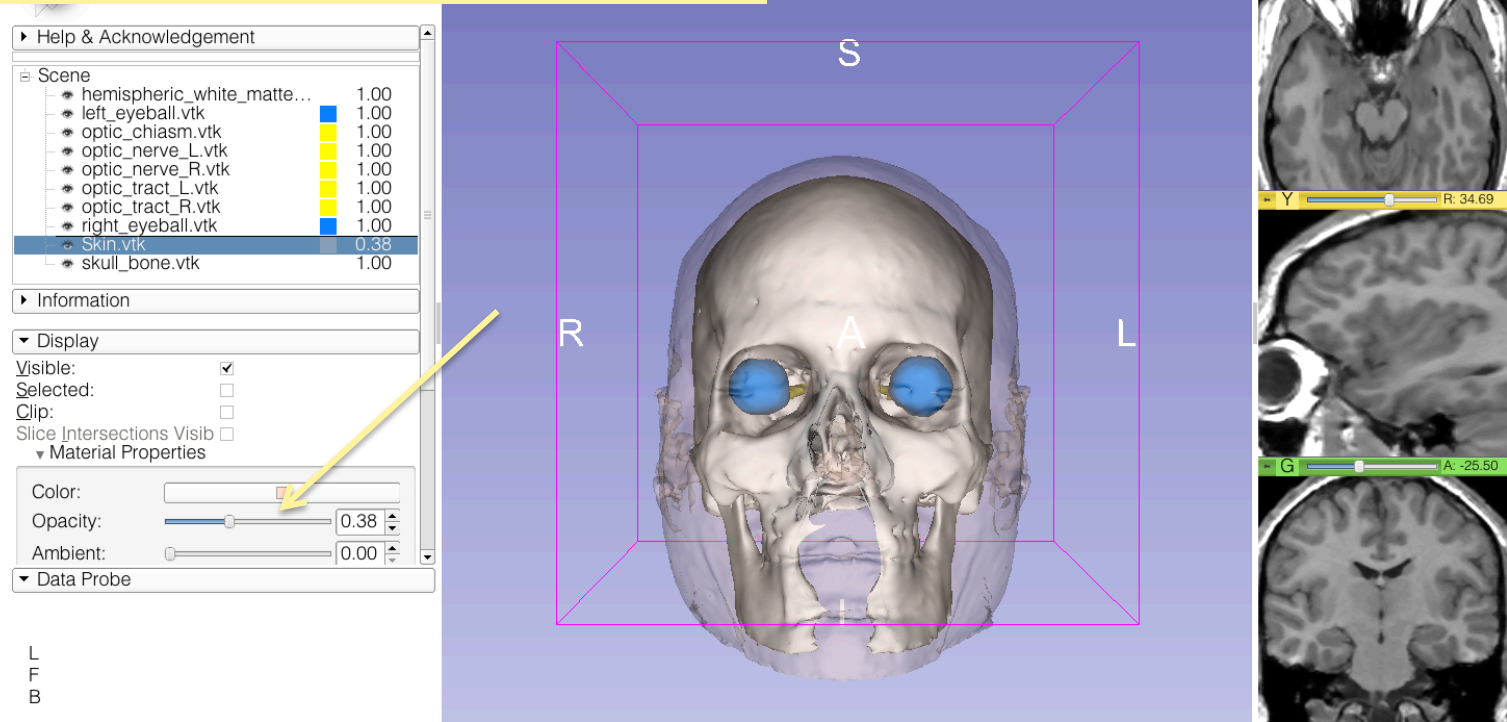 Help & Acknowledgement
Scene
hemispheric_white_matte... 1.00
left_eyeball.vtk 1.00
optic_chiasm.vtk 1.00
optic_nerve_L.vtk 1.00
optic_nerve_R.vtk 1.00
optic_tract_L.vtk 1.00
optic_tract_R.vtk 1.00
right_eyeball.vtk 1.00
Skin.vtk 0.38
skull_bone.vtk 1.00
Information
Display
Visible:
Selected:
Clip:
Slice Intersections Visib
Material Properties
Color:
Opacity: 0.38
Ambient: 0.00
Data Probe
L
F
B
S
R
A
L
I
Y R: 34.69
G A: -25.50